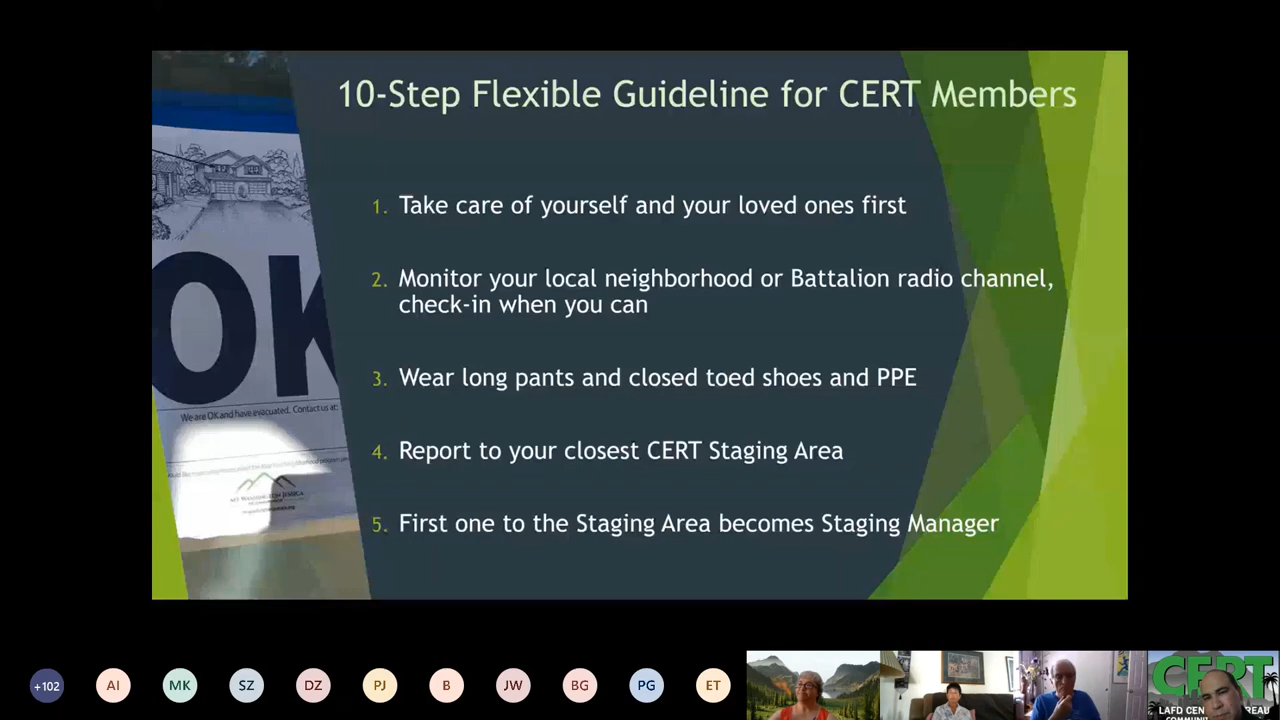 10-Step Flexible Guideline for CERT Members
1. Take care of yourself and your loved ones first
2. Monitor your local neighborhood or Battalion radio channel,
check-in when you can
3. Wear long pants and closed toed shoes and PPE
4. Report to your closest CERT Staging Area
5. First one to the Staging Area becomes Staging Manager
OK
We are OK and have evacuated. Contact us at:
+102
AI
MK
SZ
DZ
PJ
B
JW
BG
PG
ET
CERT
LAFD CEN REAU